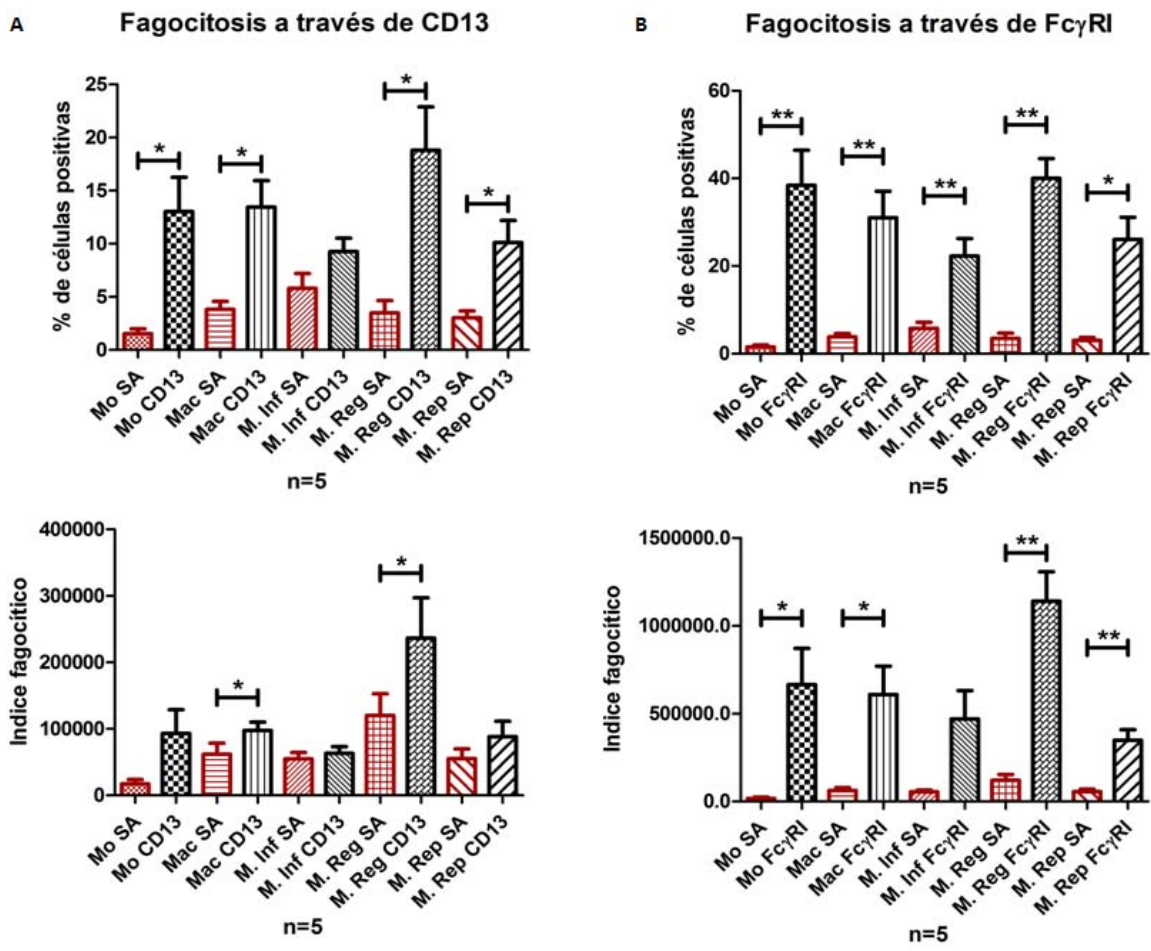 A
Fagocitosis a través de CD13
% de células positivas
25
20
15
10
5
0
*
*
*
*
Mo SA
Mo CD13
Mac SA
Mac CD13
M. Inf SA
M. Inf CD13
M. Reg SA
M. Reg CD13
M. Rep SA
M. Rep CD13
n=5
Indice fagocítico
400000
300000
200000
100000
0
*
*
Mo SA
Mo CD13
Mac SA
Mac CD13
M. Inf SA
M. Inf CD13
M. Reg SA
M. Reg CD13
M. Rep SA
M. Rep CD13
n=5
B
Fagocitosis a través de FcγRI
% de células positivas
60
40
20
0
**
**
**
**
*
Mo SA
Mo FcγRI
Mac SA
Mac FcγRI
M. Inf SA
M. Inf FcγRI
M. Reg SA
M. Reg FcγRI
M. Rep SA
M. Rep FcγRI
n=5
Indice fagocítico
1500000.0
1000000.0
500000.0
0.0
*
*
**
**
Mo SA
Mo FcγRI
Mac SA
Mac FcγRI
M. Inf SA
M. Inf FcγRI
M. Reg SA
M. Reg FcγRI
M. Rep SA
M. Rep FcγRI
n=5